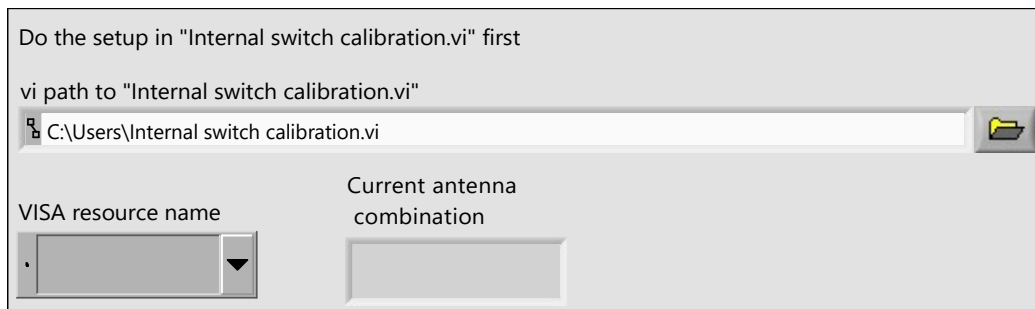 Do the setup in "Internal switch calibration.vi" first
vi path to "Internal switch calibration.vi"
C:\Users\Internal switch calibration.vi
VISA resource name
Current antenna
combination